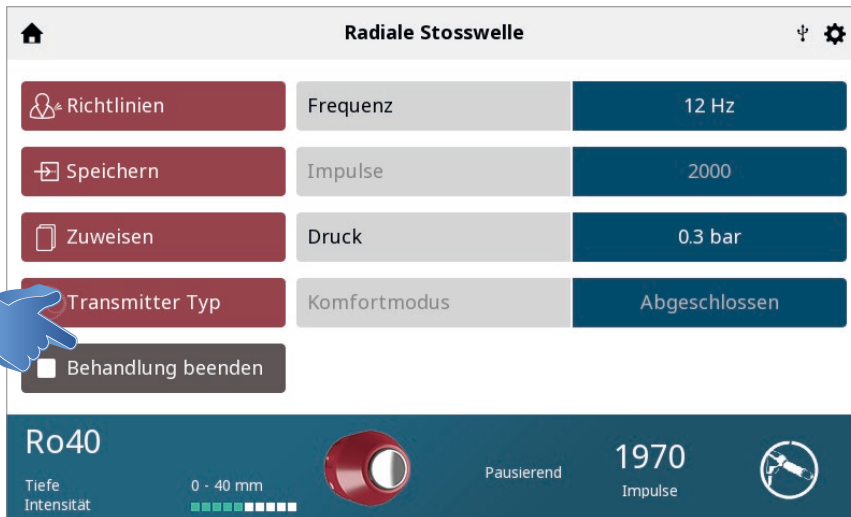 Radiale Stosswelle
Richtlinien
Frequenz
12 Hz
Speichern
Impulse
2000
Zuweisen
Druck
0.3 bar
Transmitter Typ
Komfortmodus
Abgeschlossen
Behandlung beenden
Ro40
Tiefe
0 - 40 mm
Intensität
Pausierend
1970
Impulse